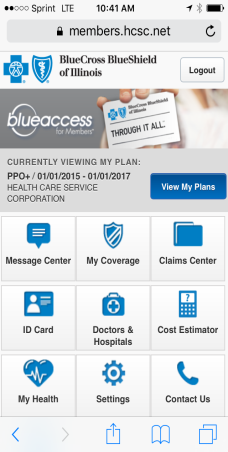 Sprint LTE 10:41 AM
members.hcsc.net
BlueCross BlueShield
of Illinois
Logout
blueaccess
for Members
BlueCross BlueShield
of Illinois
THROUGH IT ALL.
CURRENTLY VIEWING MY PLAN:
PPO+ / 01/01/2015 - 01/01/2017
HEALTH CARE SERVICE
CORPORATION
View My Plans
Message Center
My Coverage
Claims Center
ID Card
Doctors &
Hospitals
Cost Estimator
My Health
Settings
Contact Us